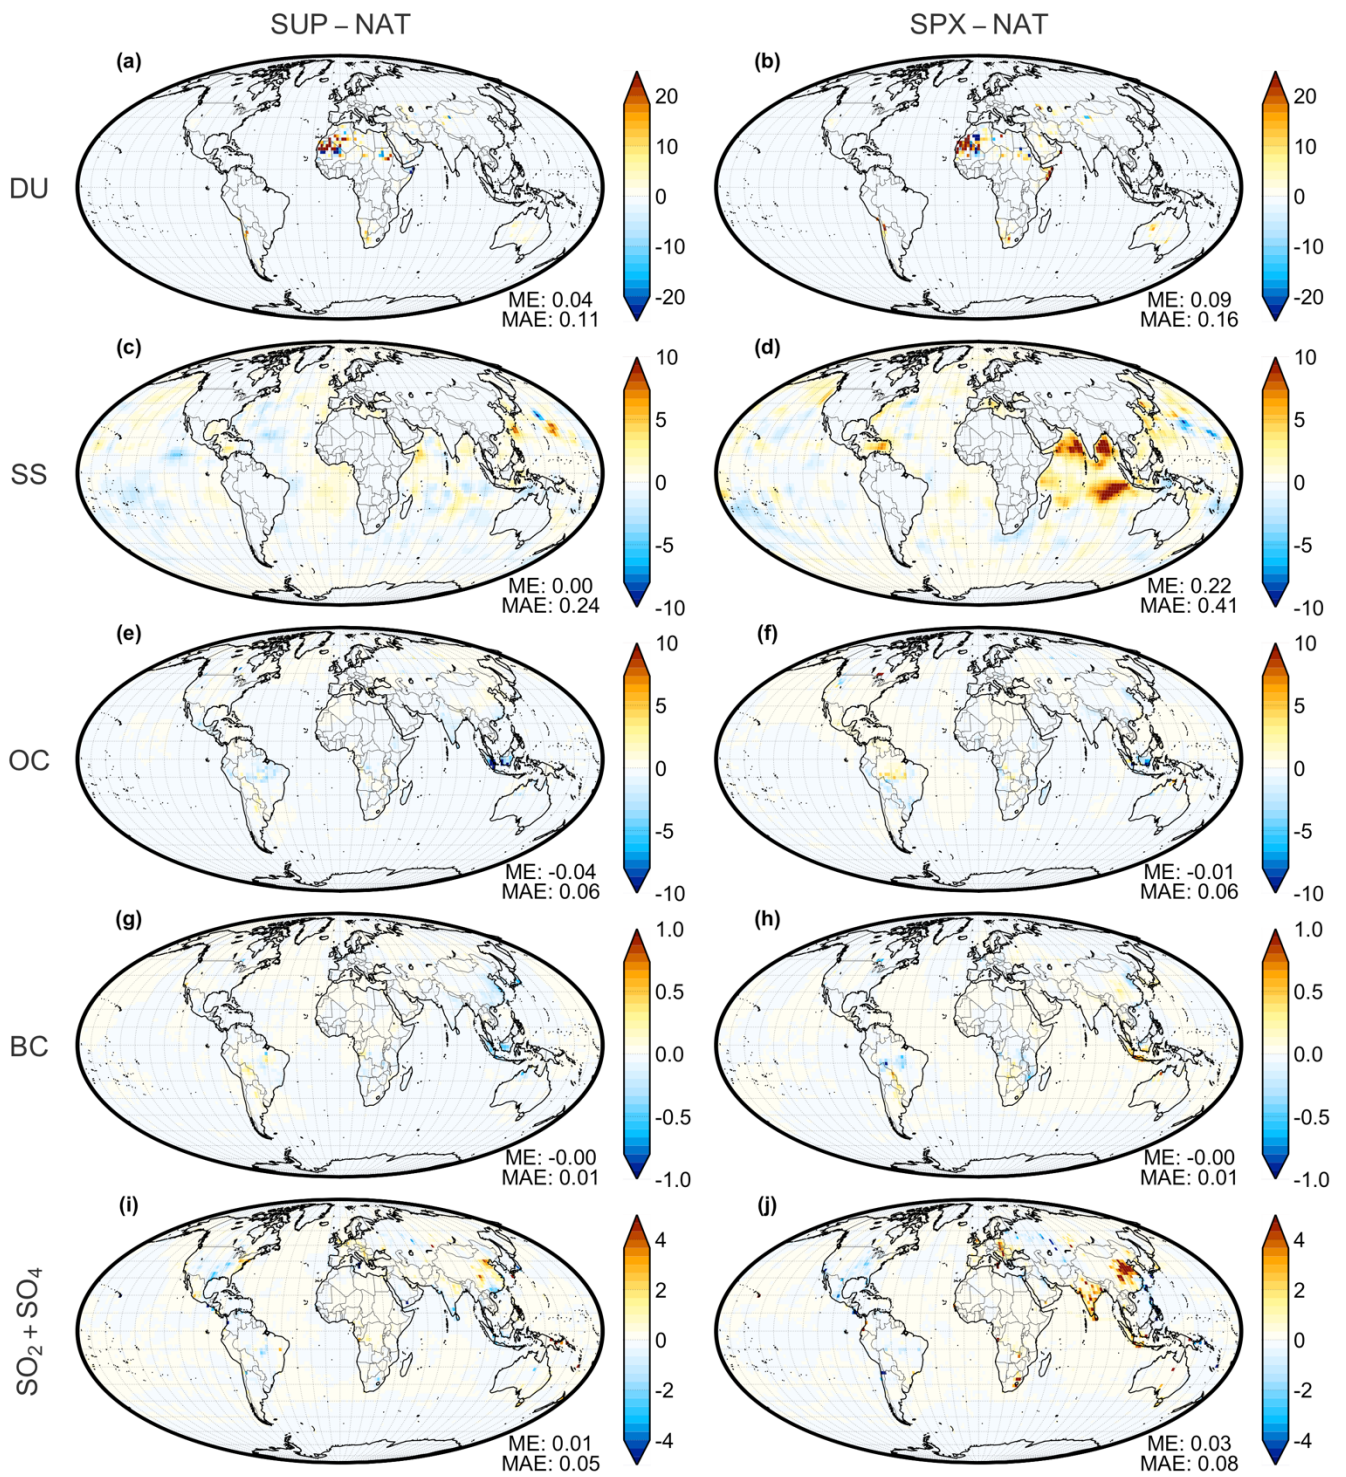 SUP – NAT
SPX – NAT
DU
(a)
20
10
0
-10
-20
ME: 0.04
MAE: 0.11
(b)
20
10
0
-10
-20
ME: 0.09
MAE: 0.16
SS
(c)
10
5
0
-5
-10
ME: 0.00
MAE: 0.24
(d)
10
5
0
-5
-10
ME: 0.22
MAE: 0.41
OC
(e)
10
5
0
-5
-10
ME: -0.04
MAE: 0.06
(f)
10
5
0
-5
-10
ME: -0.01
MAE: 0.06
BC
(g)
1.0
0.5
0.0
-0.5
-1.0
ME: -0.00
MAE: 0.01
(h)
1.0
0.5
0.0
-0.5
-1.0
ME: -0.00
MAE: 0.01
SO₂ + SO₄
(i)
4
2
0
-2
-4
ME: 0.01
MAE: 0.05
(j)
4
2
0
-2
-4
ME: 0.03
MAE: 0.08